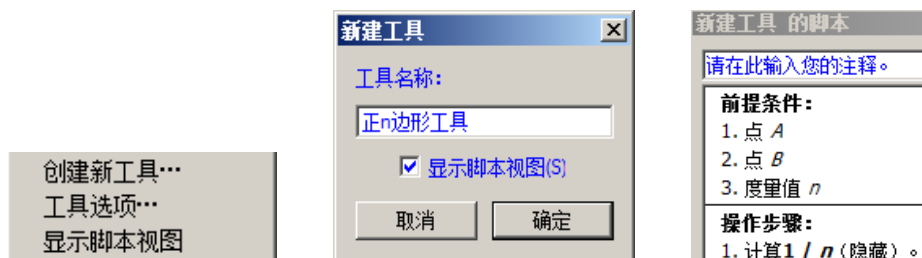 创建新工具…
工具选项…
显示脚本视图
新建工具
工具名称：
正n边形工具
显示脚本视图(S)
取消
确定
新建工具 的脚本
请在此输入您的注释。
前提条件：
1. 点 A
2. 点 B
3. 度量值 n
操作步骤：
1. 计算1 / n（隐藏）。